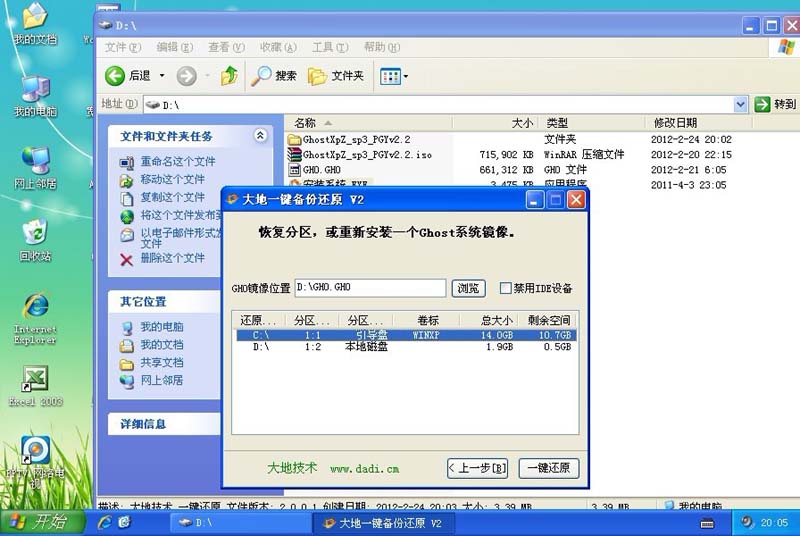 D:\
文件(F) 编辑(E) 查看(V) 收藏(A) 工具(T) 帮助(H)
后退 搜索 文件夹
地址(D) D:\ 转到
文件和文件夹任务
重命名这个文件
移动这个文件
复制这个文件
将这个文件发布到
以电子邮件形式发
文件
删除这个文件
其它位置
我的电脑
我的文档
共享文档
网上邻居
详细信息
名称 大小 类型 修改日期
GhostXpZ_sp3_PGYv2.2 文件夹 2012-2-24 20:02
GhostXpZ_sp3_PGYv2.2.iso 715,902 KB WinRAR 压缩文件 2012-2-20 22:15
GHO.GHO 661,312 KB GHO 文件 2012-2-21 6:05
安装系统.EXE 3,475 KB 应用程序 2011-4-3 23:05
大地一键备份还原 V2
恢复分区，或重新安装一个Ghost系统镜像。
GHO镜像位置 D:\GHO.GHO 浏览 禁用IDE设备
还原... 分区... 分区... 卷标 总大小 剩余空间
C:\ 1:1 引导盘 WINXP 14.0GB 10.7GB
D:\ 1:2 本地磁盘 1.9GB 0.5GB
大地技术 www.dadi.cm
<上一步[B] 一键还原
描述: 大地技术 一键还原 文件版本: 2.0.0.1 创建日期: 2012-2-24 20:03 大小: 3.39 MB 3.39 MB 我的电脑
我的文档
我的电脑
网上邻居
回收站
Internet
Explorer
Excel 2003
PPTV 网络电
视
开始 D:\ 大地一键备份还原 V2 20:05